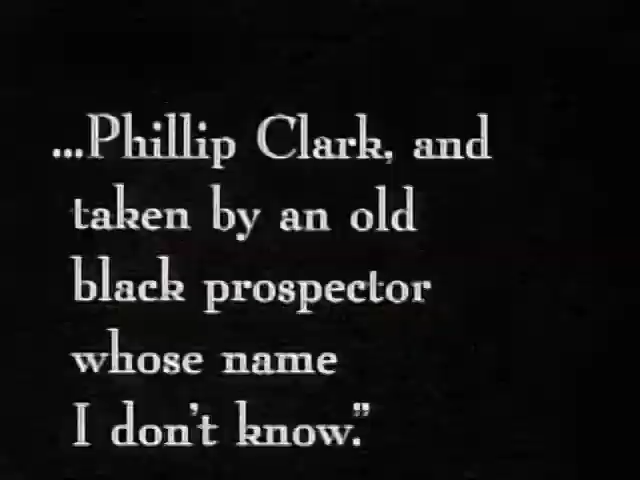 ...Phillip Clark, and
taken by an old
black prospector
whose name
I don't know."